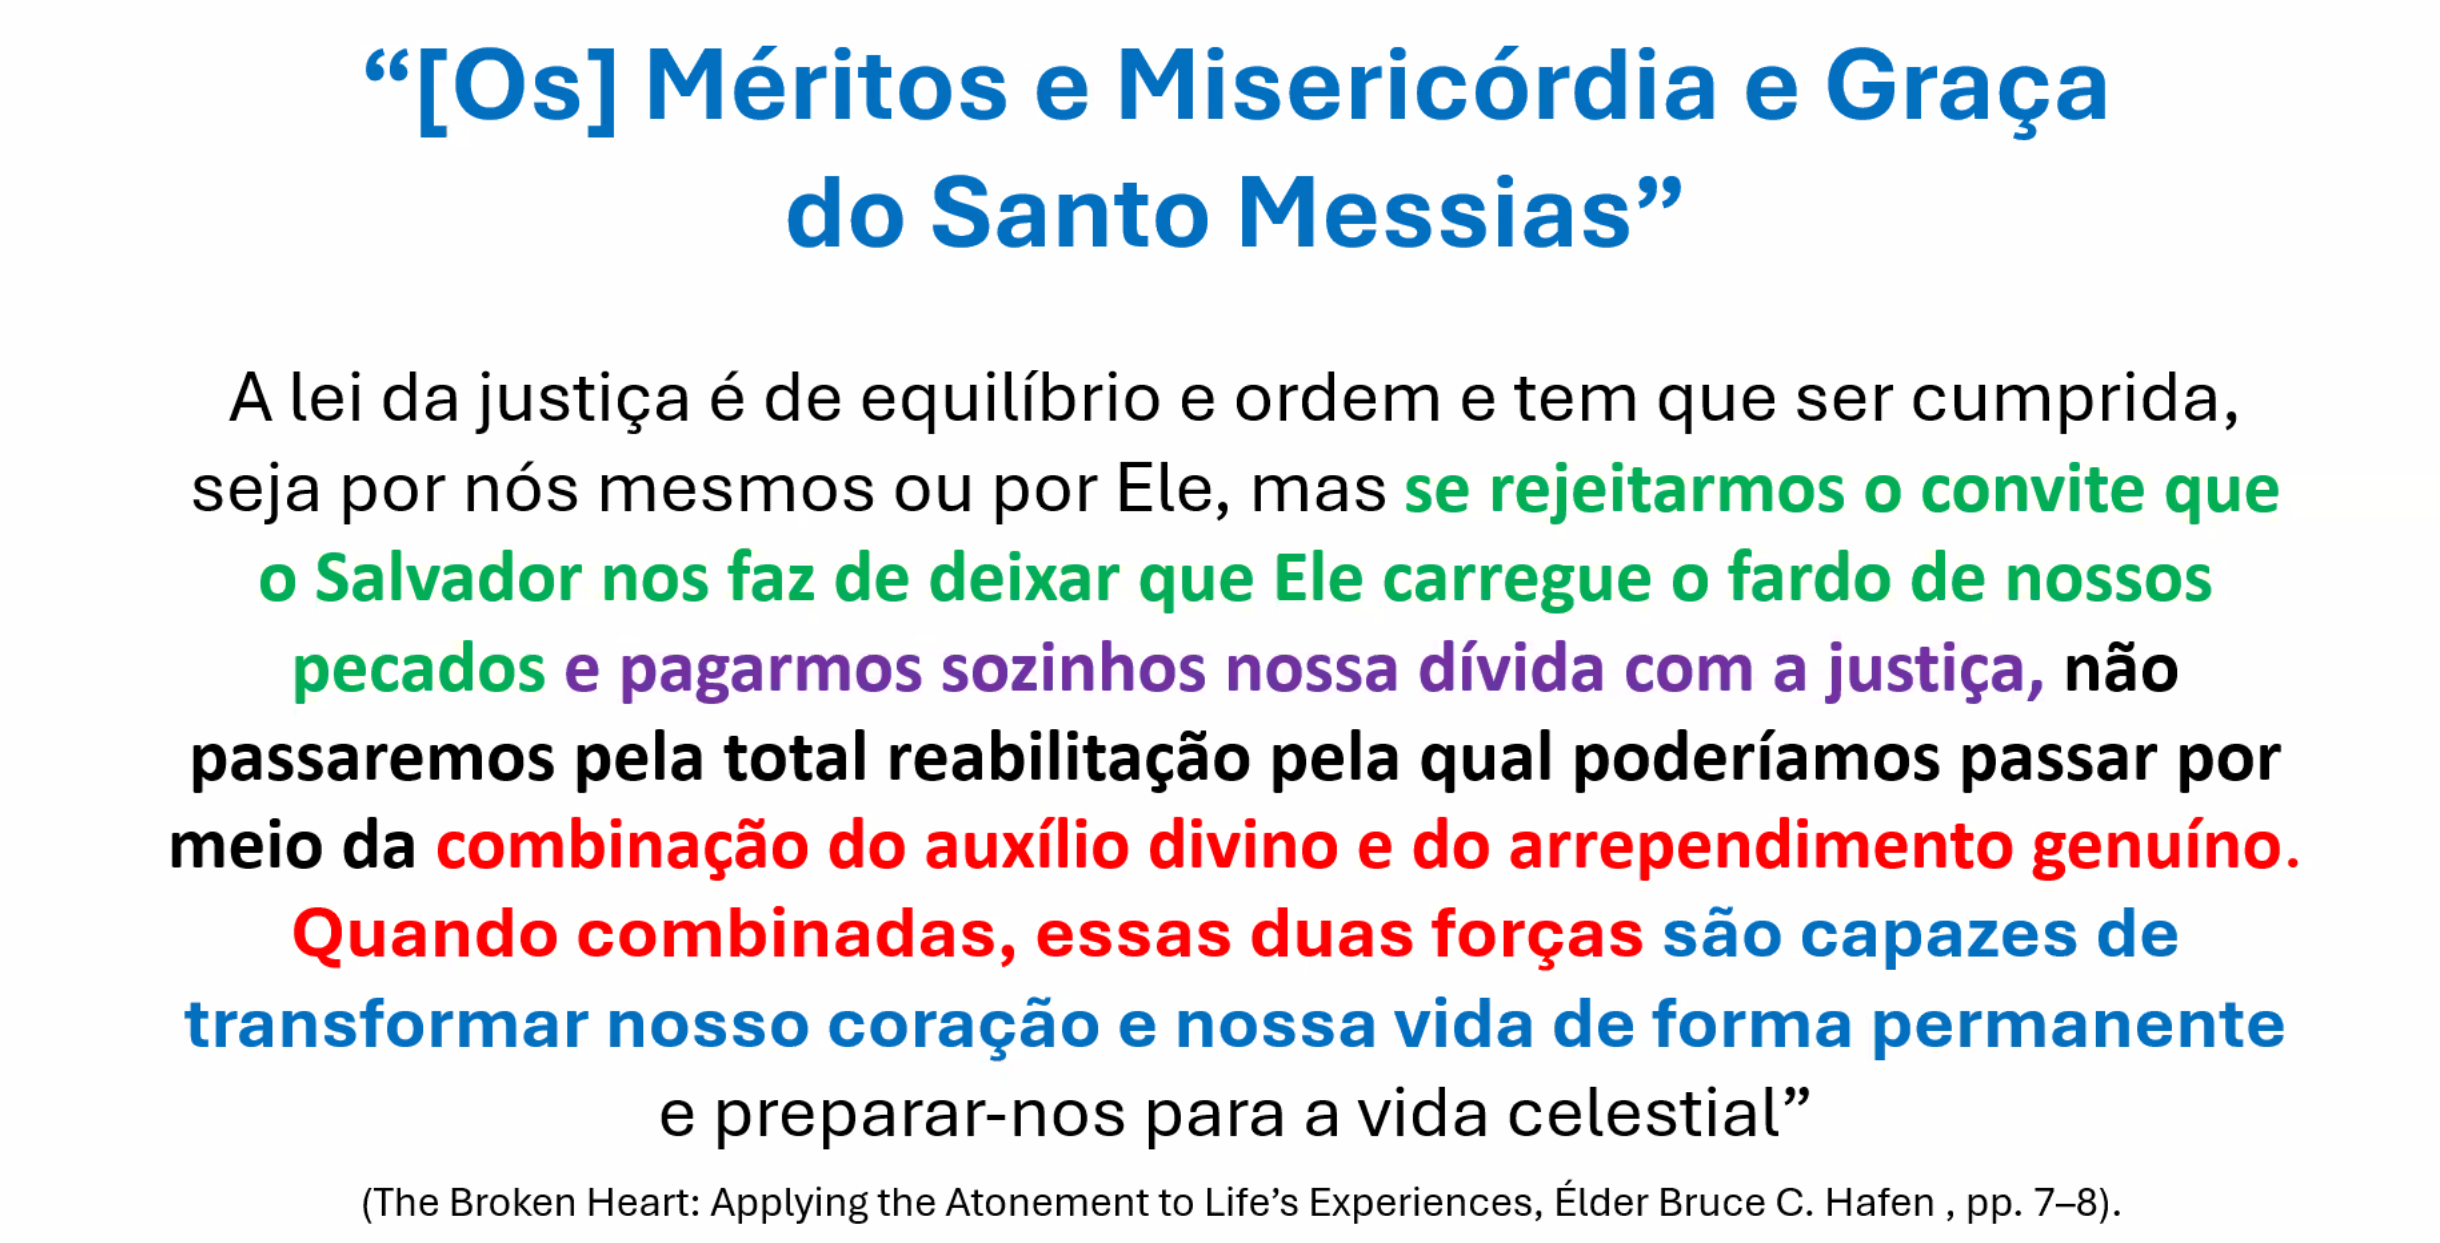 “[Os] Méritos e Misericórdia e Graça
do Santo Messias”
A lei da justiça é de equilíbrio e ordem e tem que ser cumprida,
seja por nós mesmos ou por Ele, mas se rejeitarmos o convite que
o Salvador nos faz de deixar que Ele carregue o fardo de nossos
pecados e pagarmos sozinhos nossa dívida com a justiça, não
passaremos pela total reabilitação pela qual poderíamos passar por
meio da combinação do auxílio divino e do arrependimento genuíno.
Quando combinadas, essas duas forças são capazes de
transformar nosso coração e nossa vida de forma permanente
e preparar-nos para a vida celestial”
(The Broken Heart: Applying the Atonement to Life’s Experiences, Élder Bruce C. Hafen , pp. 7–8).